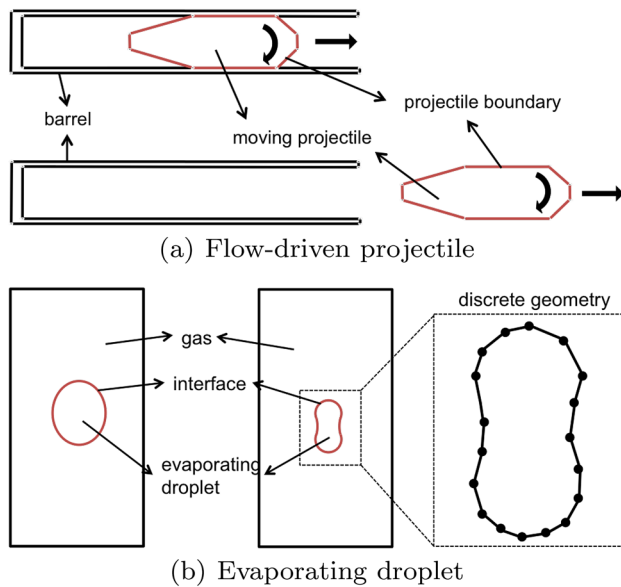 barrel
projectile boundary
moving projectile
(a) Flow-driven projectile
discrete geometry
gas
interface
evaporating
droplet
(b) Evaporating droplet